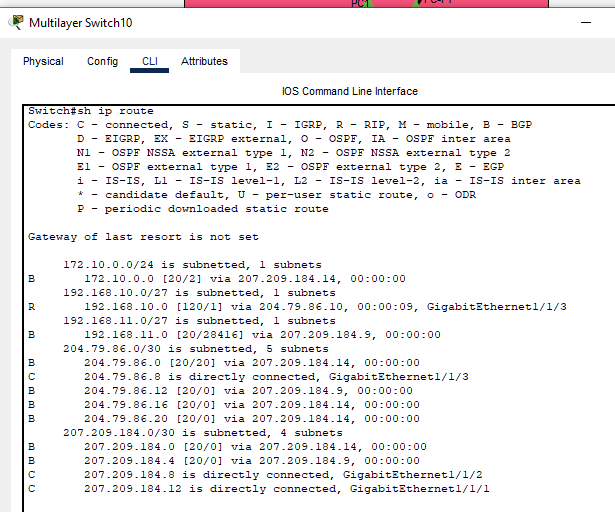 PC1
Multilayer Switch10
Physical Config CLI Attributes
IOS Command Line Interface
Switch#sh ip route
Codes: C - connected, S - static, I - IGRP, R - RIP, M - mobile, B - BGP
D - EIGRP, EX - EIGRP external, O - OSPF, IA - OSPF inter area
N1 - OSPF NSSA external type 1, N2 - OSPF NSSA external type 2
E1 - OSPF external type 1, E2 - OSPF external type 2, E - EGP
i - IS-IS, L1 - IS-IS level-1, L2 - IS-IS level-2, ia - IS-IS inter area
* - candidate default, U - per-user static route, o - ODR
P - periodic downloaded static route
Gateway of last resort is not set
172.10.0.0/24 is subnetted, 1 subnets
B 172.10.0.0 [20/2] via 207.209.184.14, 00:00:00
192.168.10.0/27 is subnetted, 1 subnets
R 192.168.10.0 [120/1] via 204.79.86.10, 00:00:09, GigabitEthernet1/1/3
192.168.11.0/27 is subnetted, 1 subnets
B 192.168.11.0 [20/28416] via 207.209.184.9, 00:00:00
204.79.86.0/30 is subnetted, 5 subnets
B 204.79.86.0 [20/20] via 207.209.184.14, 00:00:00
C 204.79.86.8 is directly connected, GigabitEthernet1/1/3
B 204.79.86.12 [20/0] via 207.209.184.9, 00:00:00
B 204.79.86.16 [20/0] via 207.209.184.14, 00:00:00
B 204.79.86.20 [20/0] via 207.209.184.14, 00:00:00
207.209.184.0/30 is subnetted, 4 subnets
B 207.209.184.0 [20/0] via 207.209.184.14, 00:00:00
B 207.209.184.4 [20/0] via 207.209.184.9, 00:00:00
C 207.209.184.8 is directly connected, GigabitEthernet1/1/2
C 207.209.184.12 is directly connected, GigabitEthernet1/1/1